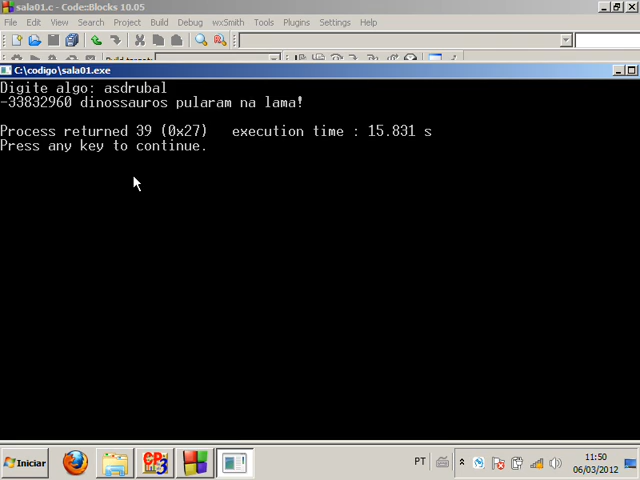 sala01.c - Code::Blocks 10.05
File Edit View Search Project Build Debug wxSmith Tools Plugins Settings Help
Build target:
C:\codigo\sala01.exe
Digite algo: asdrubal
-33832960 dinossauros pularam na lama!
Process returned 39 (0x27) execution time : 15.831 s
Press any key to continue.
Iniciar
PT
11:50
06/03/2012